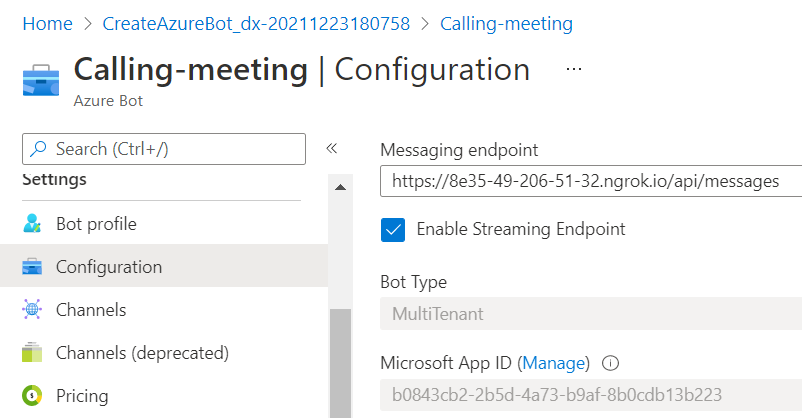 Home > CreateAzureBot_dx-20211223180758 > Calling-meeting
Calling-meeting | Configuration ...
Azure Bot
Search (Ctrl+/)
«
Settings
Bot profile
Configuration
Channels
Channels (deprecated)
Pricing
Messaging endpoint
https://8e35-49-206-51-32.ngrok.io/api/messages
Enable Streaming Endpoint
Bot Type
MultiTenant
Microsoft App ID (Manage)
b0843cb2-2b5d-4a73-b9af-8b0cdb13b223